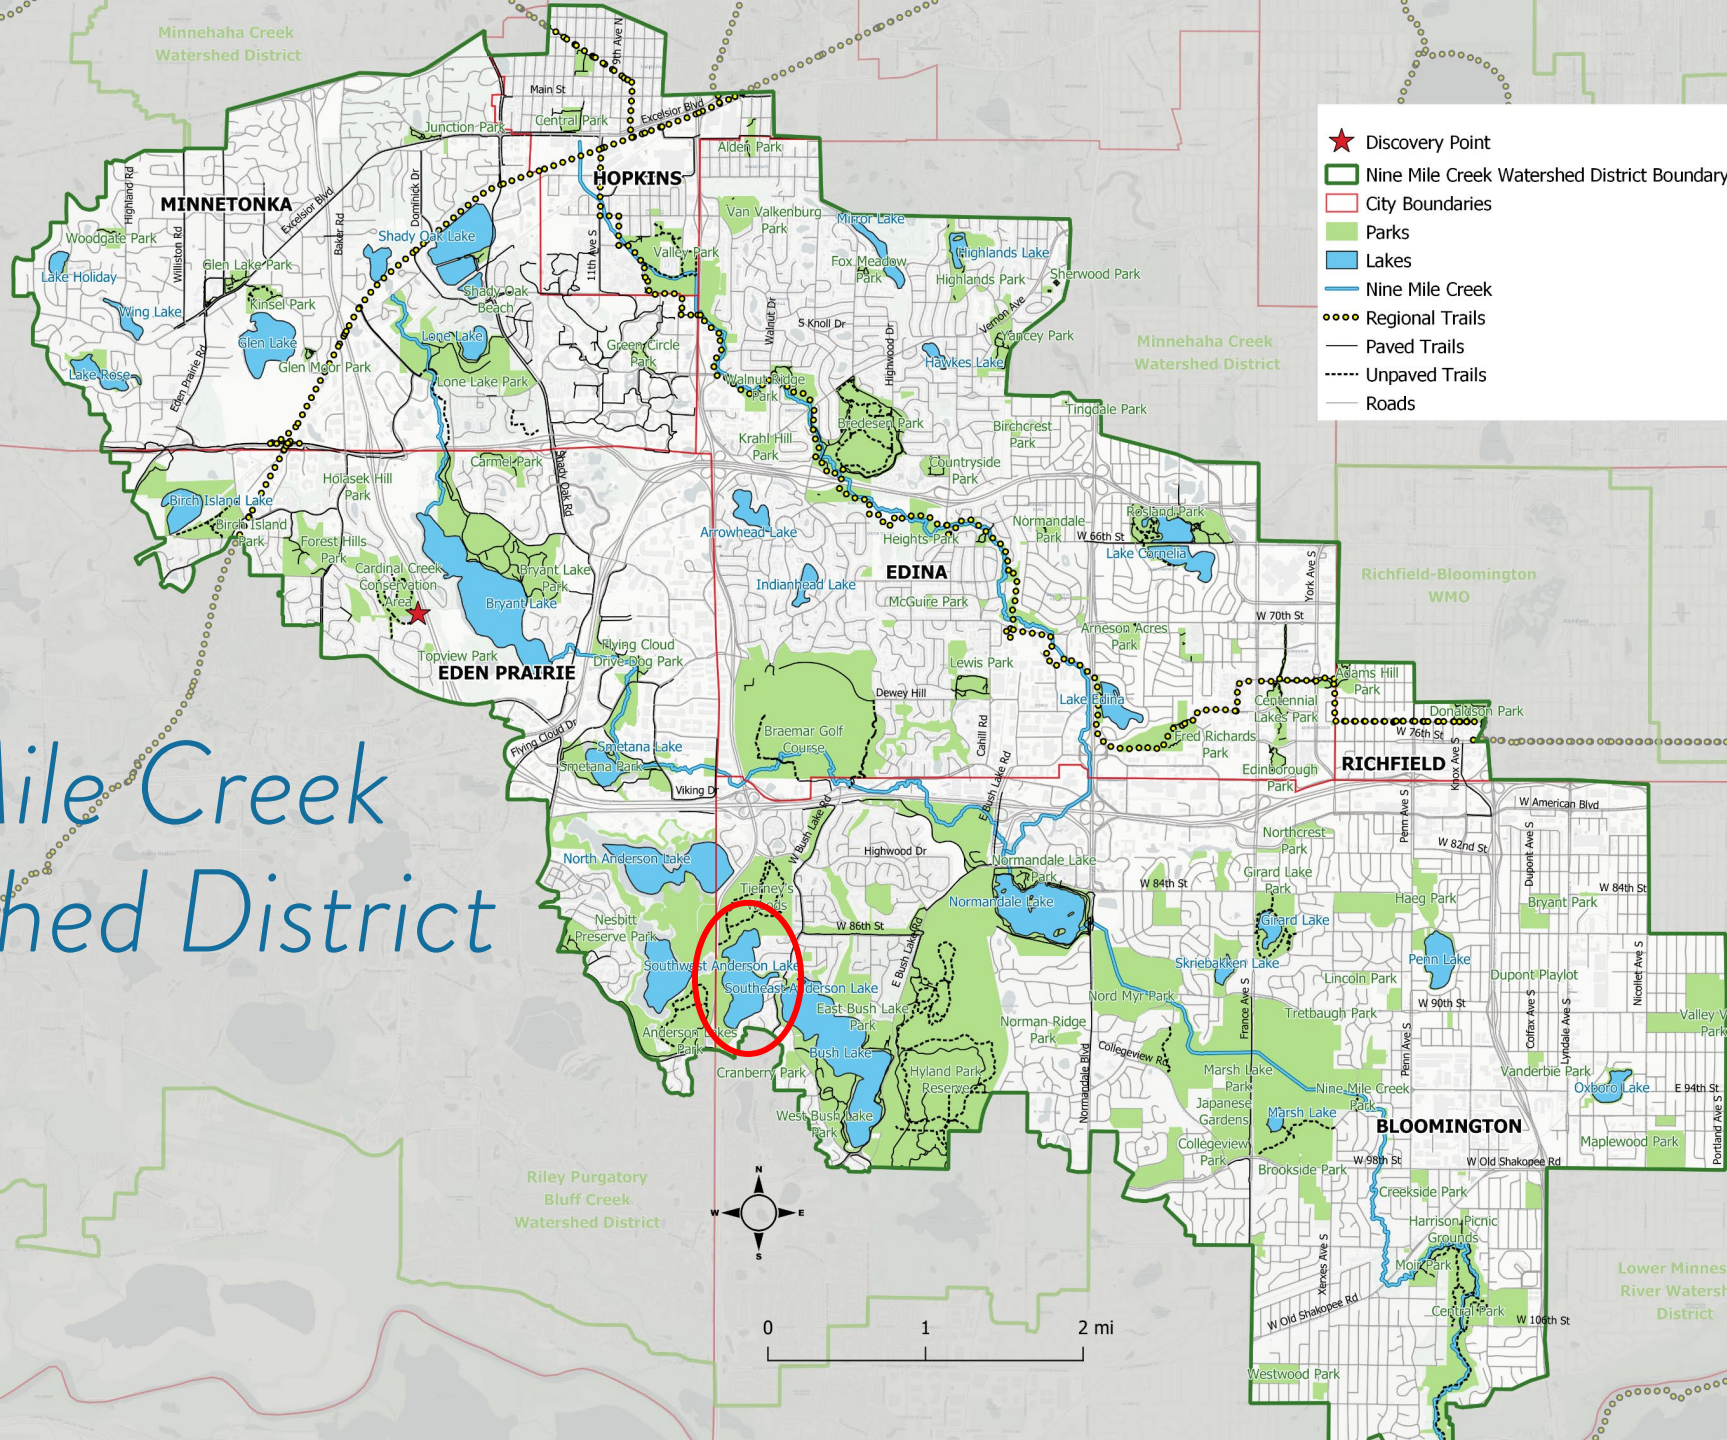 Minnehaha Creek
Watershed District
9th Ave N
Main St
Excelsior Blvd
Junction Park
Central Park
Alden Park
HOPKINS
MINNETONKA
Highland Rd
Williston Rd
Excelsior Blvd
Baker Rd
Dominick Dr
Woodgate Park
Lake Holiday
Glen Lake Park
Shady Oak Lake
11th Ave S
Valley Park
Van Valkenburg
Park
Mirror Lake
Fox Meadow
Park
Highlands Lake
Highlands Park
Sherwood Park
Wing Lake
Kinsel Park
Shady Oak
Beach
Glen Lake
Lone Lake
Green Circle
Park
Walnut Dr
S Knoll Dr
Highwood Dr
Vernon Ave
Yancey Park
Hawkes Lake
Lake Rose
Eden Prairie Rd
Glen Moor Park
Lone Lake Park
Walnut Ridge
Park
Bredesen Park
Tingdale Park
Birchcrest
Park
Krahl Hill
Park
Countryside
Park
Minnehaha Creek
Watershed District
Discovery Point
Nine Mile Creek Watershed District Boundary
City Boundaries
Parks
Lakes
Nine Mile Creek
Regional Trails
Paved Trails
Unpaved Trails
Roads
Carmel Park
Shady Oak Rd
Holasek Hill
Park
Birch Island Lake
Birch Island
Park
Forest Hills
Park
Cardinal Creek
Conservation
Area
Bryant Lake
Park
Bryant Lake
Arrowhead Lake
Indianhead Lake
Heights Park
EDINA
McGuire Park
Normandale
Park
W 66th St
Rosland Park
Lake Cornelia
York Ave S
W 70th St
Richfield-Bloomington
WMO
Topview Park
EDEN PRAIRIE
Flying Cloud
Drive Dog Park
Flying Cloud Dr
Smetana Lake
Smetana Park
Viking Dr
Braemar Golf
Course
Dewey Hill
Lewis Park
Cahill Rd
Arneson Acres
Park
Lake Edina
Fred Richards
Park
Centennial
Lakes Park
Edinborough
Park
Adams Hill
Park
Donaldson Park
W 76th St
RICHFIELD
Knox Ave S
Mile Creek
hed District
North Anderson Lake
Tierney's
Woods
W Bush Lake Rd
Highwood Dr
E Bush Lake Rd
Normandale Lake
Park
Normandale Lake
W 84th St
Northcrest
Park
Girard Lake
Park
Girard Lake
Penn Ave S
W American Blvd
W 82nd St
Dupont Ave S
W 84th St
Haeg Park
Bryant Park
Nesbitt
Preserve Park
W 86th St
E Bush Lake Rd
Southwest Anderson Lake
Southeast Anderson Lake
East Bush Lake
Park
Anderson Lakes
Park
Bush Lake
Cranberry Park
West Bush Lake
Park
Hyland Park
Reserve
Norman Ridge
Park
Normandale Blvd
Nord Myr Park
Collegeview Rd
Skriebakken Lake
France Ave S
Lincoln Park
Tretbaugh Park
Penn Lake
W 90th St
Dupont Playlot
Nicollet Ave S
Colfax Ave S
Lyndale Ave S
Valley V
Park
Penn Ave S
Vanderbie Park
Oxboro Lake
E 94th St
Portland Ave S
Marsh Lake
Park
Japanese
Gardens
Marsh Lake
Nine Mile Creek
Park
BLOOMINGTON
Maplewood Park
Collegeview
Park
Brookside Park
W 98th St
W Old Shakopee Rd
Creekside Park
Harrison Picnic
Grounds
Moir Park
Xerxes Ave S
W Old Shakopee Rd
Central Park
W 106th St
Westwood Park
Riley Purgatory
Bluff Creek
Watershed District
N
W
E
S
0 1 2 mi
Lower Minnes
River Watersh
District